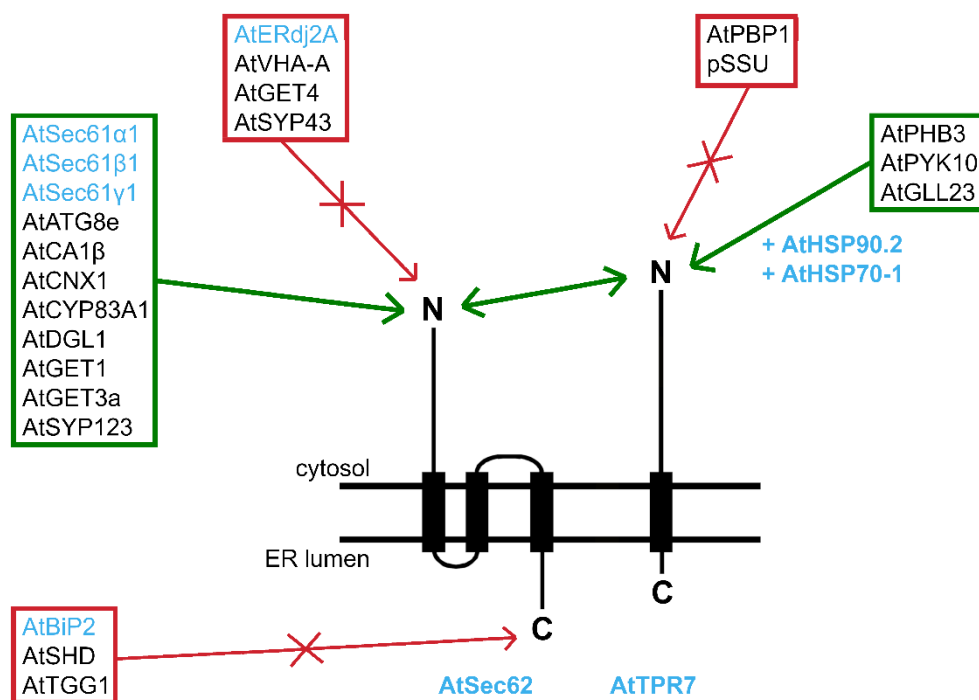 AtERdj2A
AtVHA-A
AtGET4
AtSYP43
AtPBP1
pSSU
AtSec61α1
AtSec61β1
AtSec61γ1
AtATG8e
AtCA1β
AtCNX1
AtCYP83A1
AtDGL1
AtGET1
AtGET3a
AtSYP123
AtPHB3
AtPYK10
AtGLL23
+ AtHSP90.2
+ AtHSP70-1
N
N
cytosol
ER lumen
C
C
AtBiP2
AtSHD
AtTGG1
AtSec62
AtTPR7